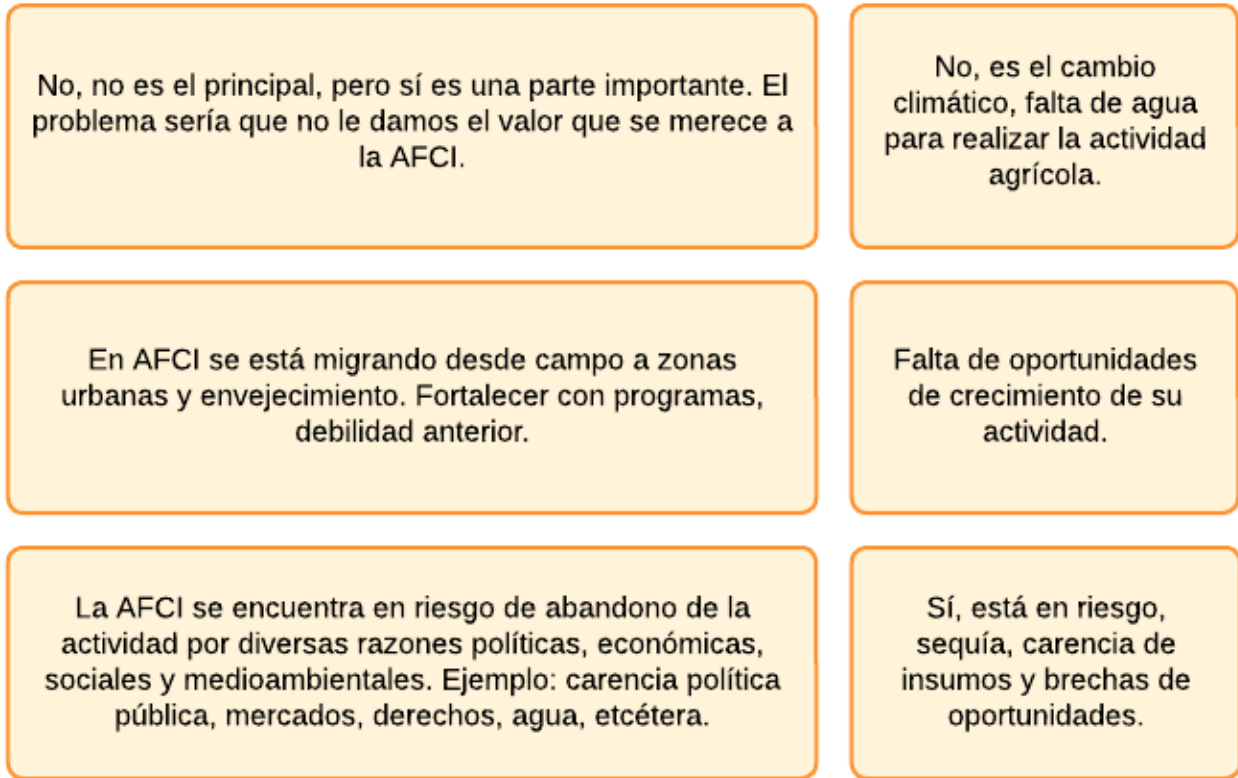 No, no es el principal, pero sí es una parte importante. El
problema sería que no le damos el valor que se merece a
la AFCI.
No, es el cambio
climático, falta de agua
para realizar la actividad
agrícola.
En AFCI se está migrando desde campo a zonas
urbanas y envejecimiento. Fortalecer con programas,
debilidad anterior.
Falta de oportunidades
de crecimiento de su
actividad.
La AFCI se encuentra en riesgo de abandono de la
actividad por diversas razones políticas, económicas,
sociales y medioambientales. Ejemplo: carencia política
pública, mercados, derechos, agua, etcétera.
Sí, está en riesgo,
sequía, carencia de
insumos y brechas de
oportunidades.